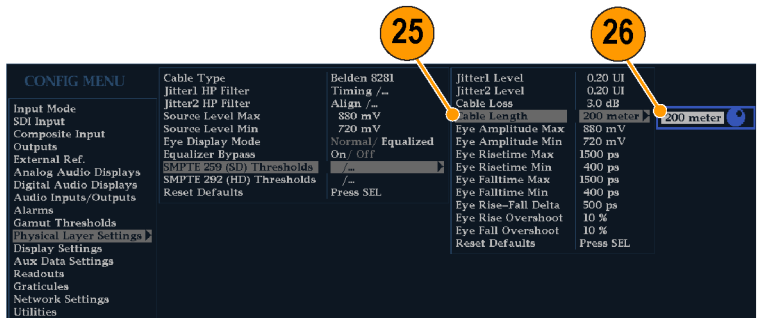 25
26
CONFIG MENU
Input Mode
SDI Input
Composite Input
Outputs
External Ref.
Analog Audio Displays
Digital Audio Displays
Audio Inputs/Outputs
Alarms
Gamut Thresholds
Physical Layer Settings
Display Settings
Aux Data Settings
Readouts
Graticules
Network Settings
Utilities
Cable Type Belden 8281
Jitter1 HP Filter Timing /...
Jitter2 HP Filter Align /...
Source Level Max 880 mV
Source Level Min 720 mV
Eye Display Mode Normal/ Equalized
Equalizer Bypass On/ Off
SMPTE 259 (SD) Thresholds /...
SMPTE 292 (HD) Thresholds /...
Reset Defaults Press SEL
Jitter1 Level 0.20 UI
Jitter2 Level 0.20 UI
Cable Loss 3.0 dB
Cable Length 200 meter
Eye Amplitude Max 880 mV
Eye Amplitude Min 720 mV
Eye Risetime Max 1500 ps
Eye Risetime Min 400 ps
Eye Falltime Max 1500 ps
Eye Falltime Min 400 ps
Eye Rise-Fall Delta 500 ps
Eye Rise Overshoot 10 %
Eye Fall Overshoot 10 %
Reset Defaults Press SEL
200 meter